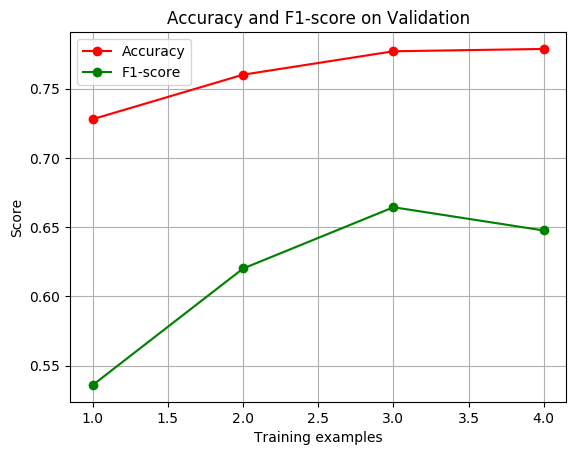 Accuracy and F1-score on Validation
Accuracy
F1-score
Score
0.75
0.70
0.65
0.60
0.55
1.0 1.5 2.0 2.5 3.0 3.5 4.0
Training examples